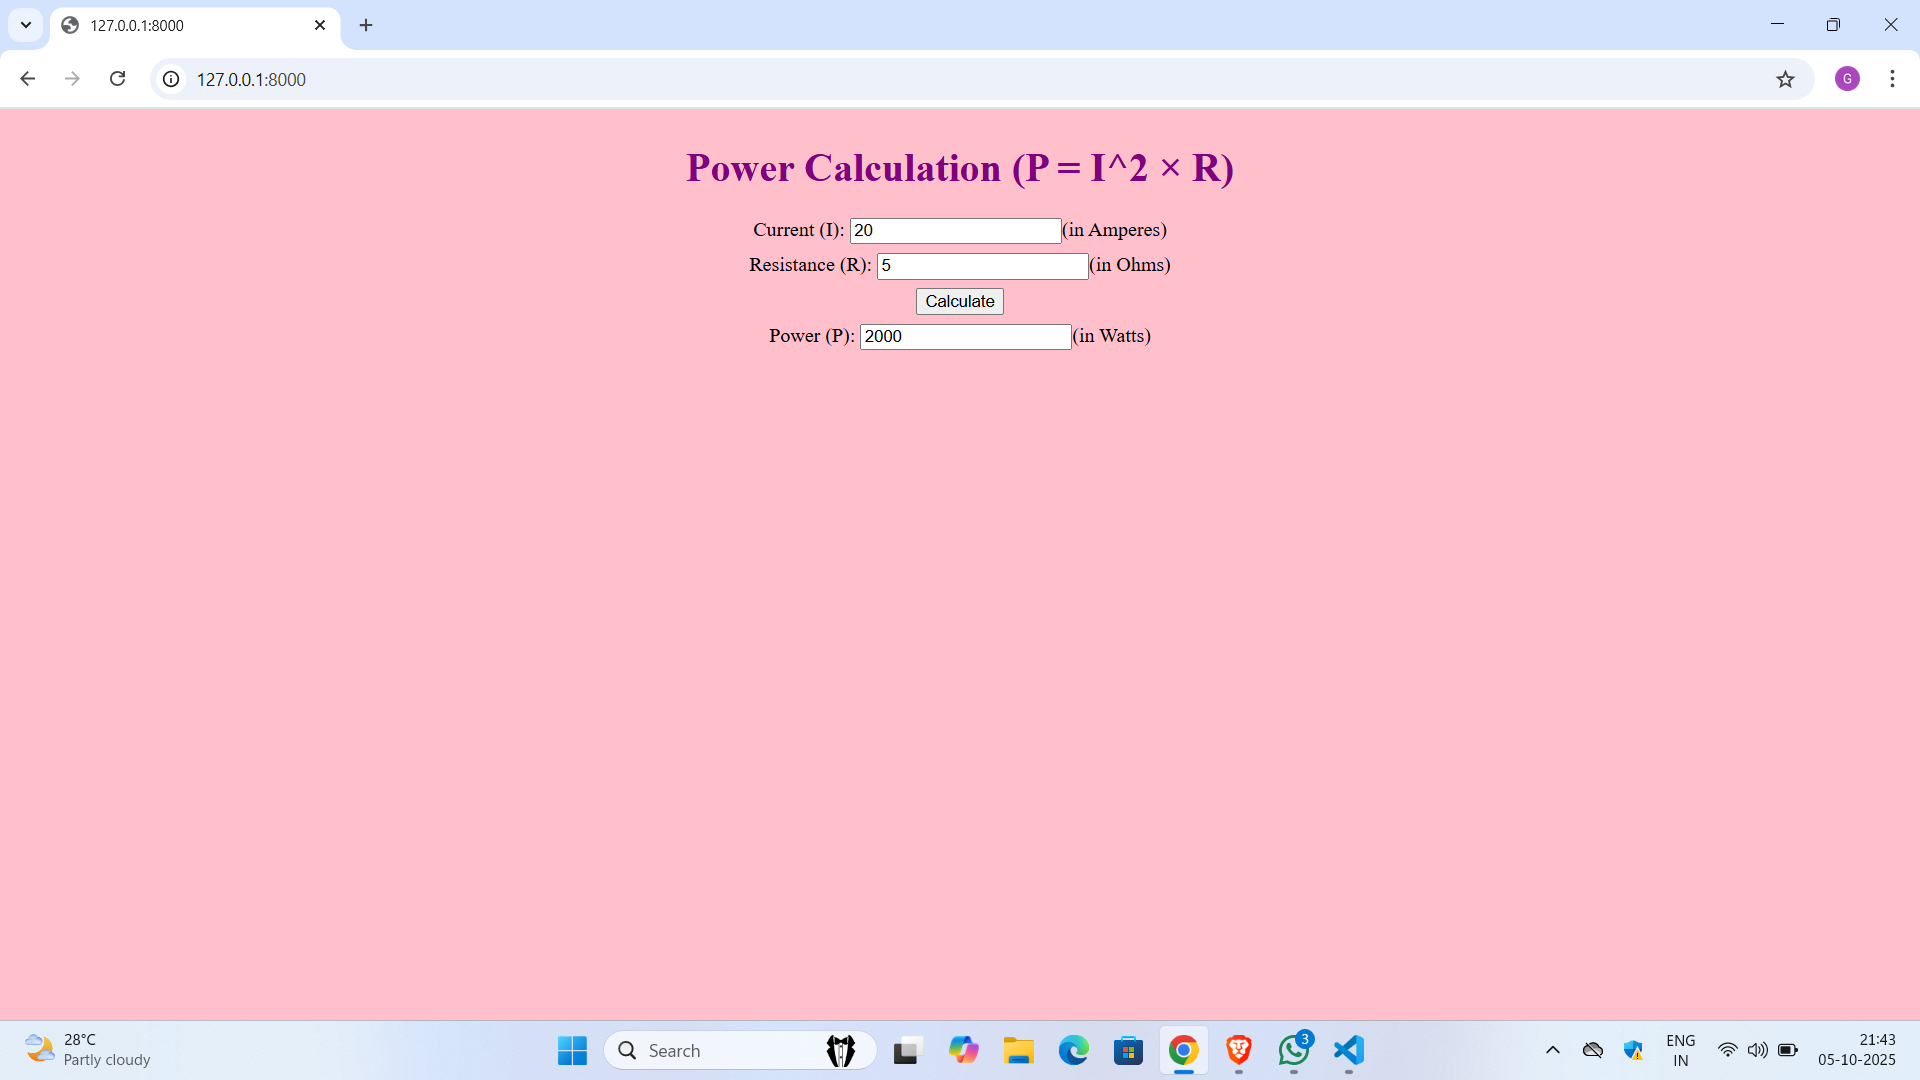 127.0.0.1:8000
127.0.0.1:8000
G
Power Calculation (P = I^2 × R)
Current (I): 20 (in Amperes)
Resistance (R): 5 (in Ohms)
Calculate
Power (P): 2000 (in Watts)
28°C
Partly cloudy
Search
3
ENG
IN
21:43
05-10-2025